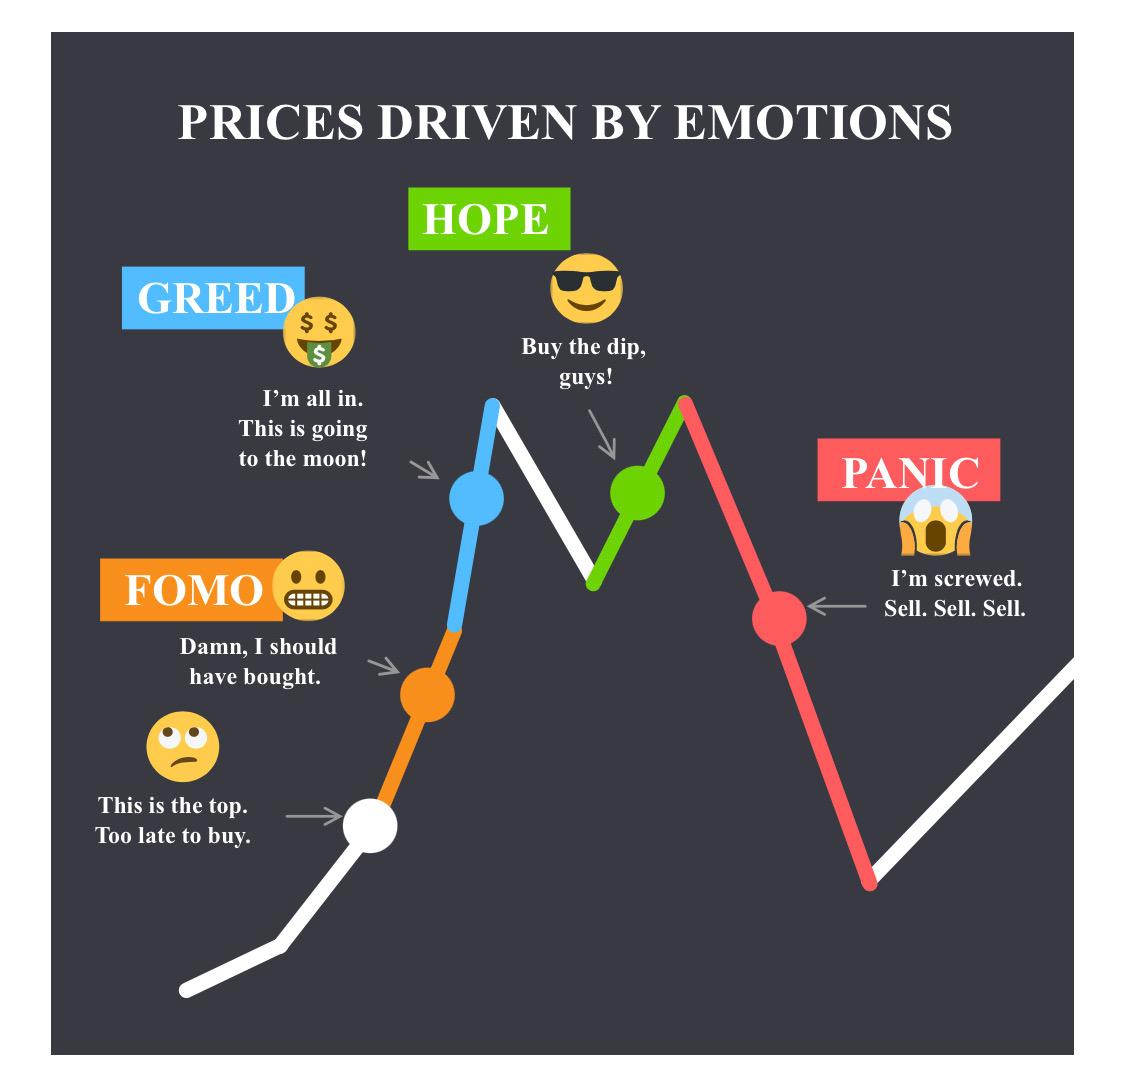 PRICES DRIVEN BY EMOTIONS
HOPE
Buy the dip,
guys!
GREED
I’m all in.
This is going
to the moon!
PANIC
I’m screwed.
Sell. Sell. Sell.
FOMO
Damn, I should
have bought.
This is the top.
Too late to buy.